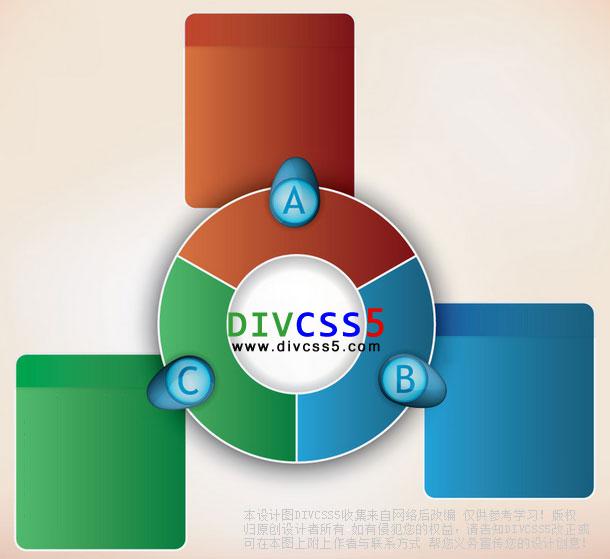 A
DIVCSS5
www.divcss5.com
C
B
本设计图DIVCSS5收集来自网络后改编 仅供参考学习! 版权
归原创设计者所有 如有侵犯您的权益, 请告知DIVCSS5改正或
可在本图上附上作者与联系方式 帮您义务宣传您的设计创意!